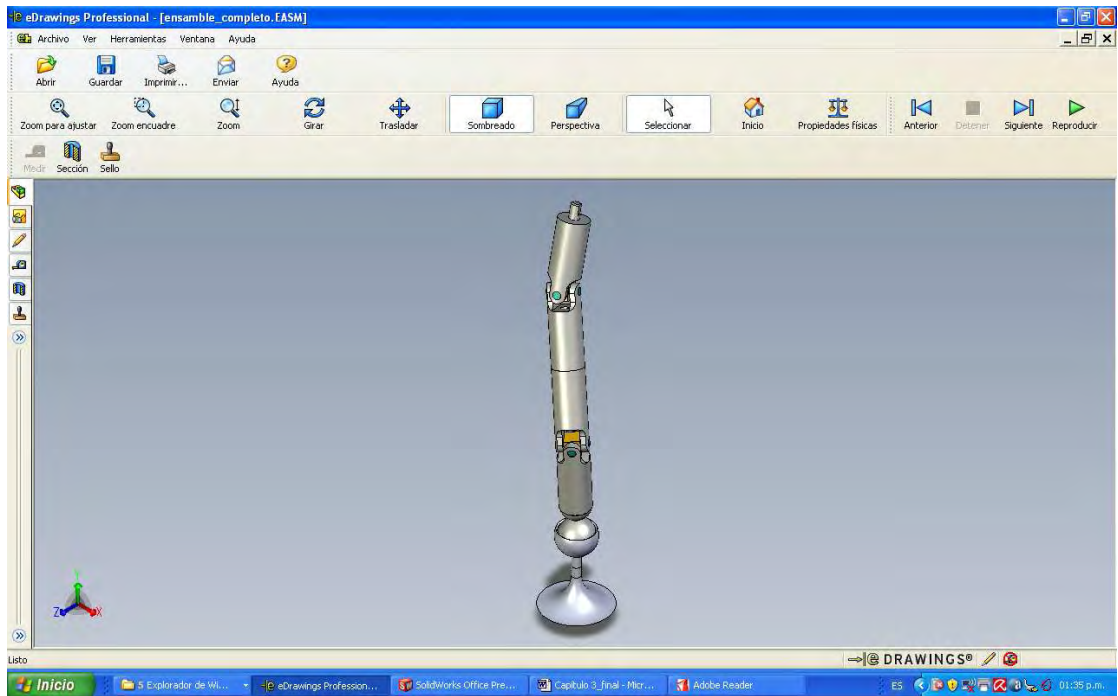 eDrawings Professional - [ensamble_completo.EASM]
Archivo Ver Herramientas Ventana Ayuda
Abrir Guardar Imprimir... Enviar Ayuda
Zoom para ajustar Zoom encuadre Zoom Girar Trasladar Sombreado Perspectiva Seleccionar Inicio Propiedades físicas Anterior Detener Siguiente Reproducir
Medir Sección Sello
Y
Z X
Listo
eDRAWINGS®
Inicio 5 Explorador de Wi... eDrawings Profession... SolidWorks Office Pre... Capitulo 3_final - Micr... Adobe Reader ES 01:35 p.m.